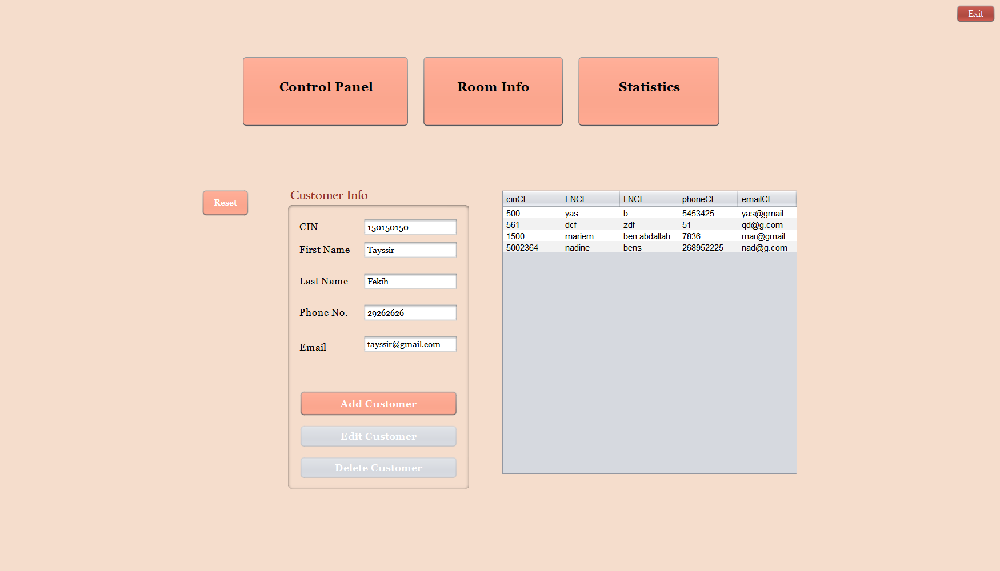 Exit
Control Panel Room Info Statistics
Reset
Customer Info
CIN 150150150
First Name Tayssir
Last Name Fekih
Phone No. 29262626
Email tayssir@gmail.com
Add Customer
Edit Customer
Delete Customer
cinCl FNCl LNCl phoneCl emailCl
500 yas b 5453425 yas@gmail....
561 dcf zdf 51 qd@g.com
1500 mariem ben abdallah 7836 mar@gmail....
5002364 nadine bens 268952225 nad@g.com